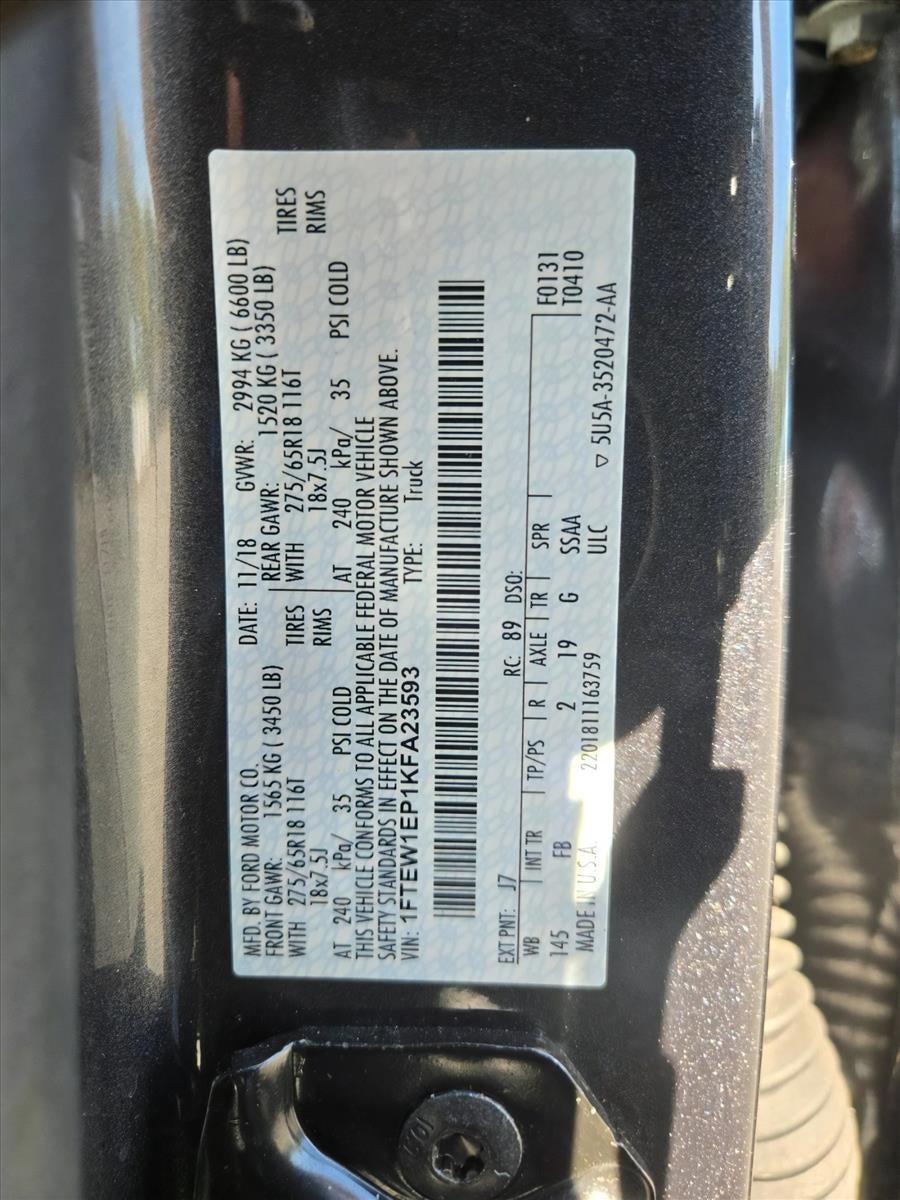 MFD. BY FORD MOTOR CO. DATE: 11/18 GVWR: 2994 KG ( 6600 LB)
FRONT GAWR: 1565 KG ( 3450 LB) REAR GAWR: 1520 KG ( 3350 LB)
WITH 275/65R18 116T TIRES WITH 275/65R18 116T TIRES
18x7.5J RIMS 18x7.5J RIMS
AT 240 kPa/ 35 PSI COLD AT 240 kPa/ 35 PSI COLD
THIS VEHICLE CONFORMS TO ALL APPLICABLE FEDERAL MOTOR VEHICLE
SAFETY STANDARDS IN EFFECT ON THE DATE OF MANUFACTURE SHOWN ABOVE.
VIN: 1FTEW1EP1KFA23593 TYPE: Truck
EXT PNT: J7 RC: 89 DSO: F0131
WB INT TR TP/PS R AXLE TR SPR T0410
145 FB 2 19 G SSAA
MADE IN U.S.A. 2201811163759 ULC ▽ 5U5A-3520472-AA